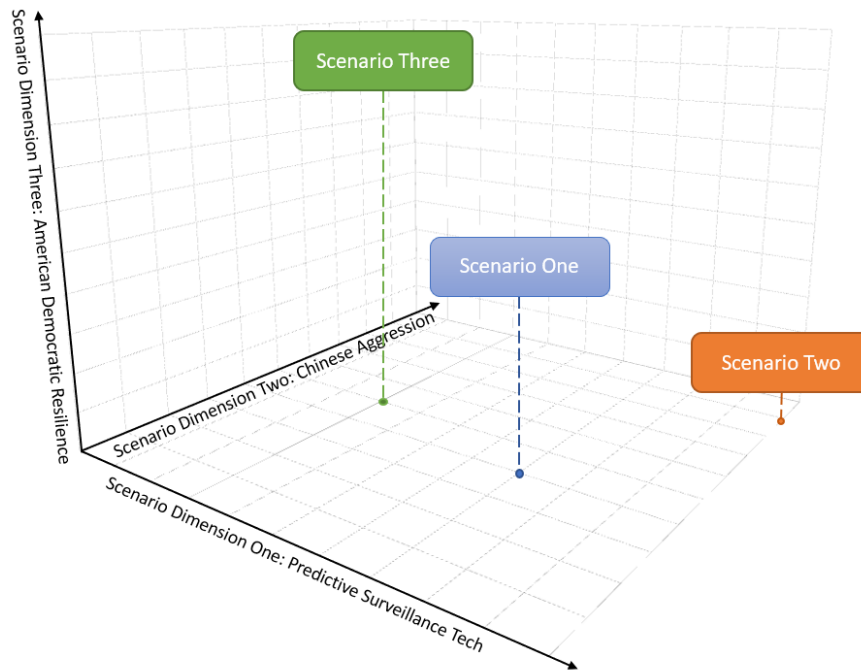 Scenario Dimension Three: American Democratic Resilience
Scenario Three
Scenario One
Scenario Two
Scenario Dimension Two: Chinese Aggression
Scenario Dimension One: Predictive Surveillance Tech